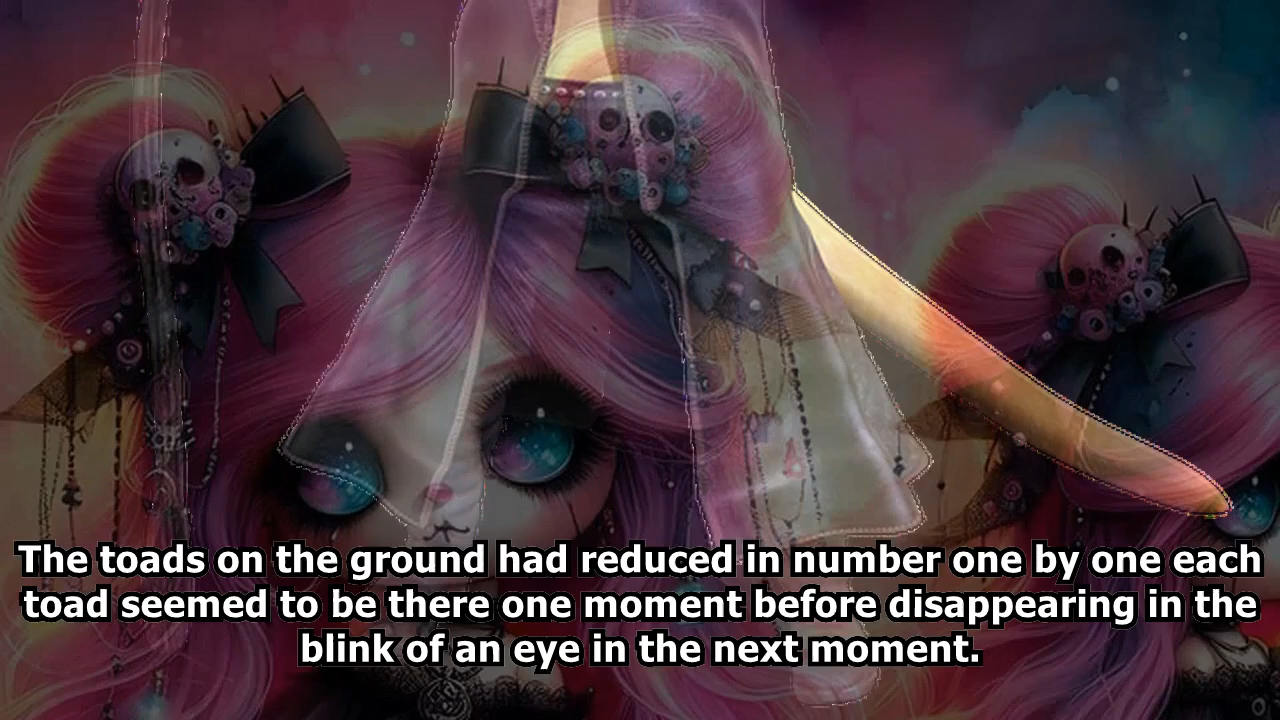 The toads on the ground had reduced in number one by one each
toad seemed to be there one moment before disappearing in the
blink of an eye in the next moment.